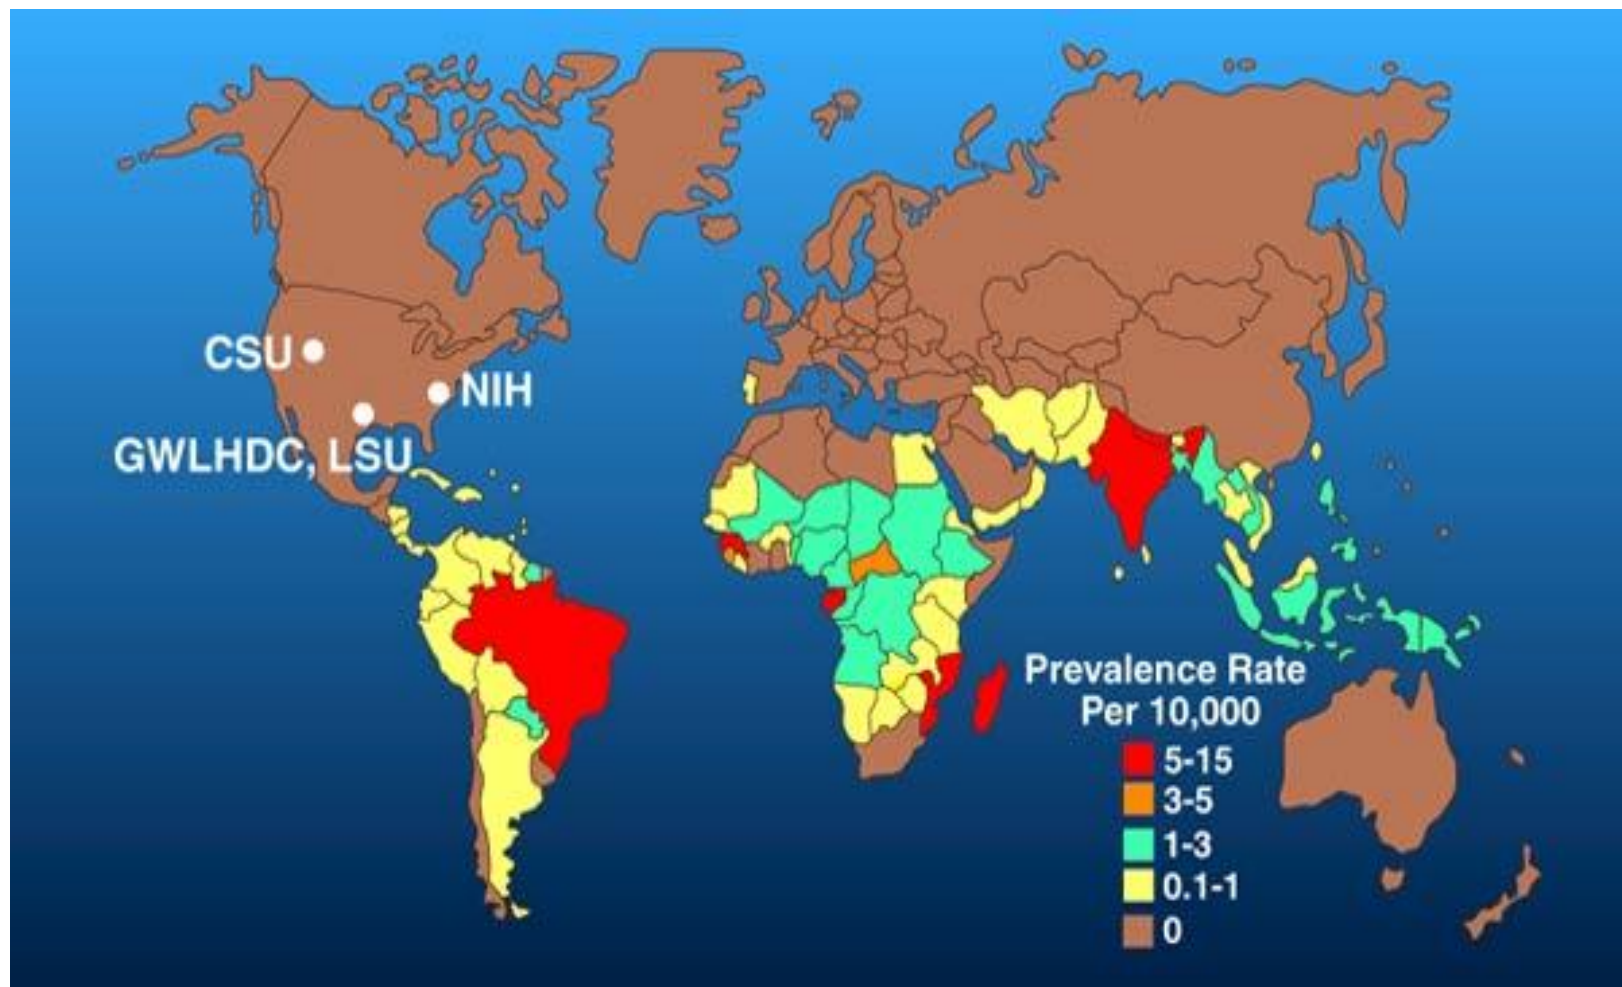 CSU
NIH
GWLHDC, LSU
Prevalence Rate
Per 10,000
5-15
3-5
1-3
0.1-1
0